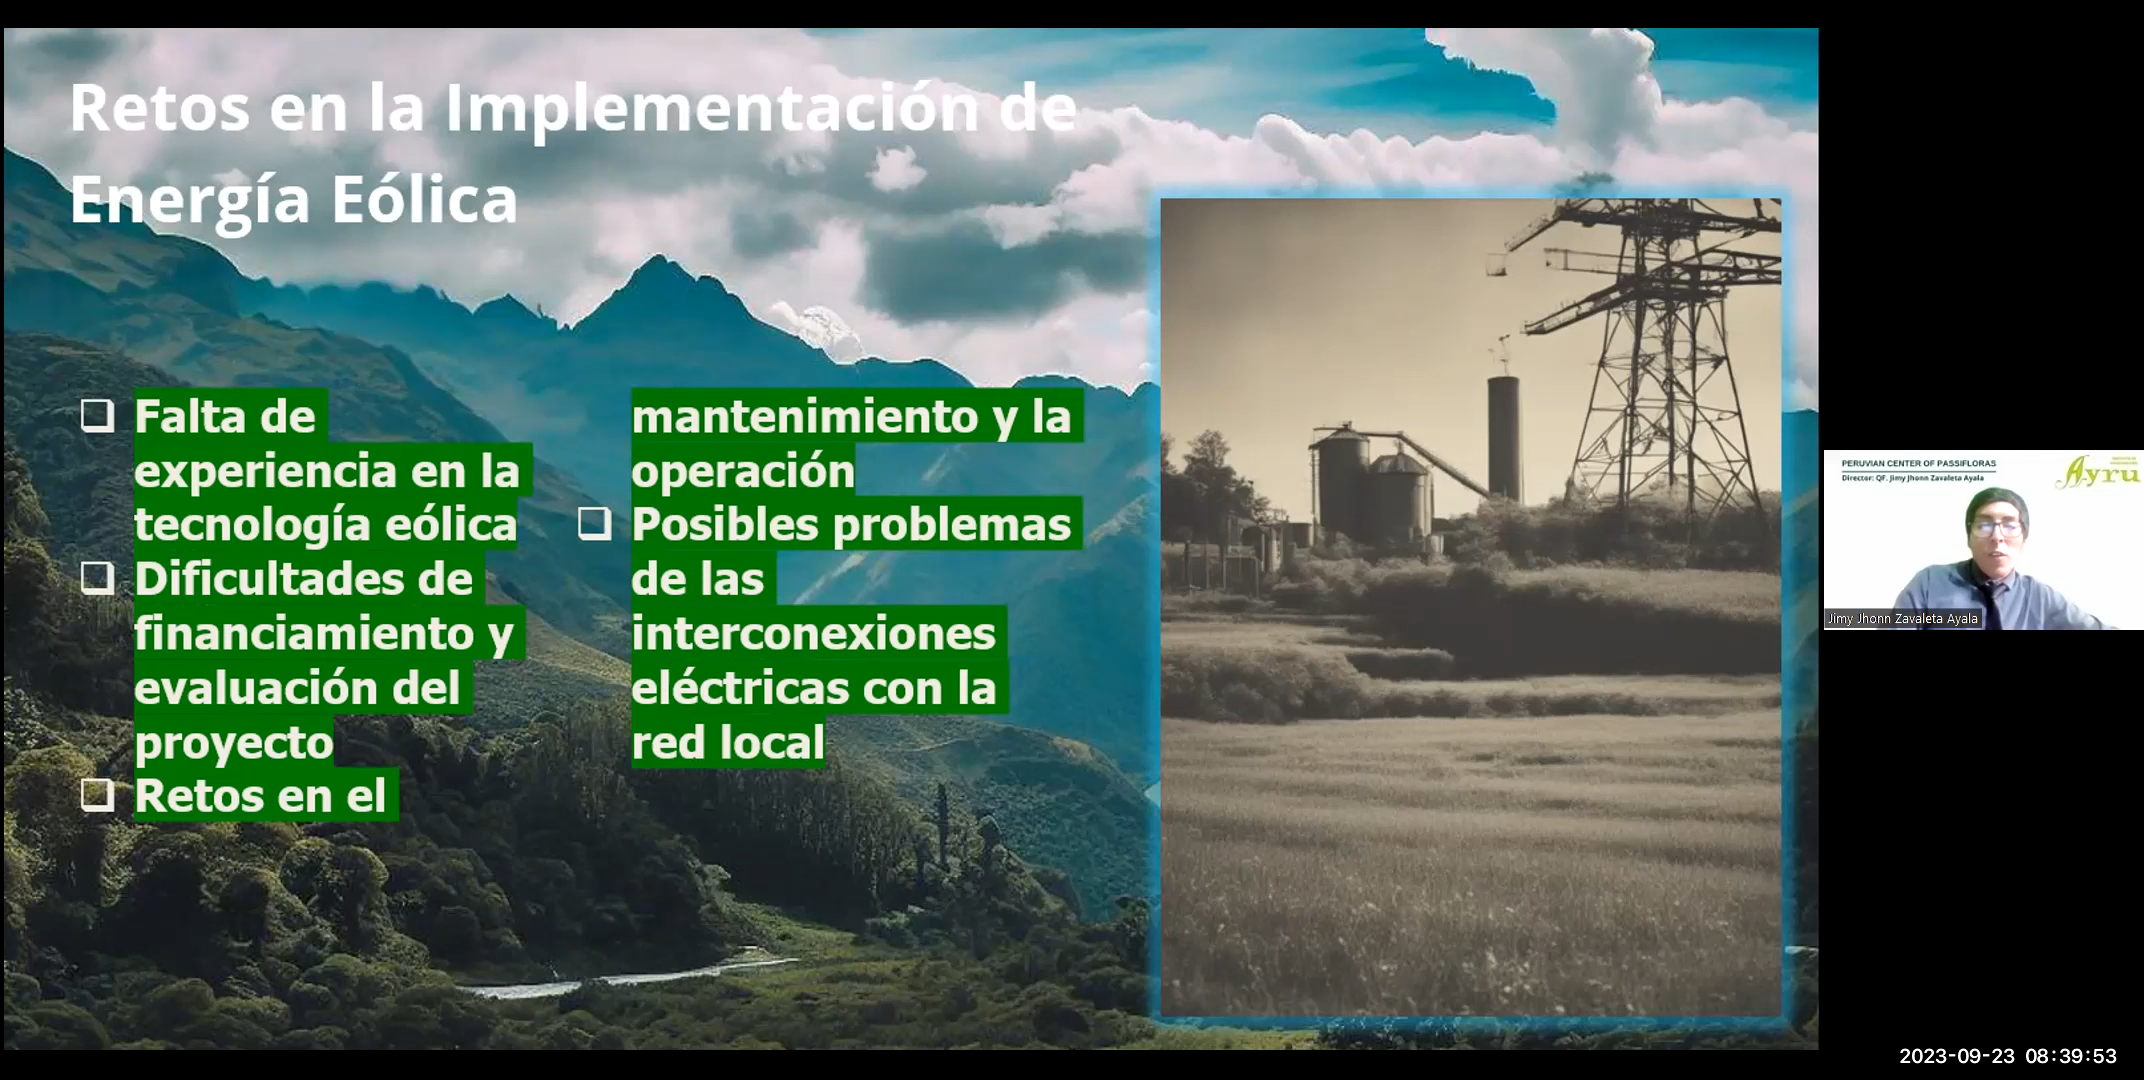 Retos en la Implementación de
Energía Eólica
❑ Falta de
experiencia en la
tecnología eólica
❑ Dificultades de
financiamiento y
evaluación del
proyecto
❑ Retos en el
mantenimiento y la
operación
❑ Posibles problemas
de las
interconexiones
eléctricas con la
red local
PERUVIAN CENTER OF PASSIFLORAS
Director: QF. Jimy Jhonn Zavaleta Ayala
Ayru
Jimy Jhonn Zavaleta Ayala
2023-09-23 08:39:53